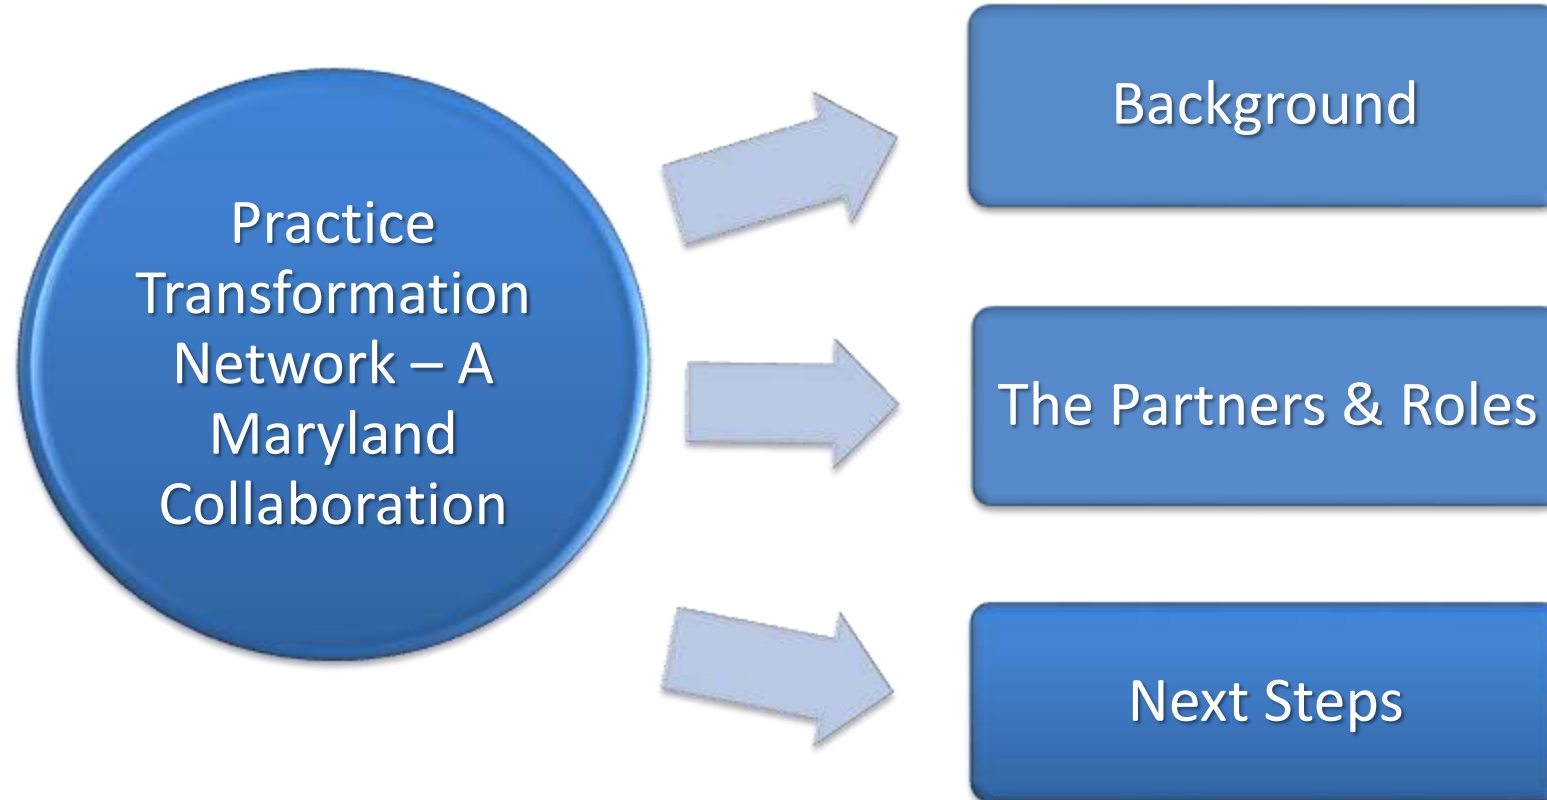 Practice
Transformation
Network – A
Maryland
Collaboration
Background
The Partners & Roles
Next Steps